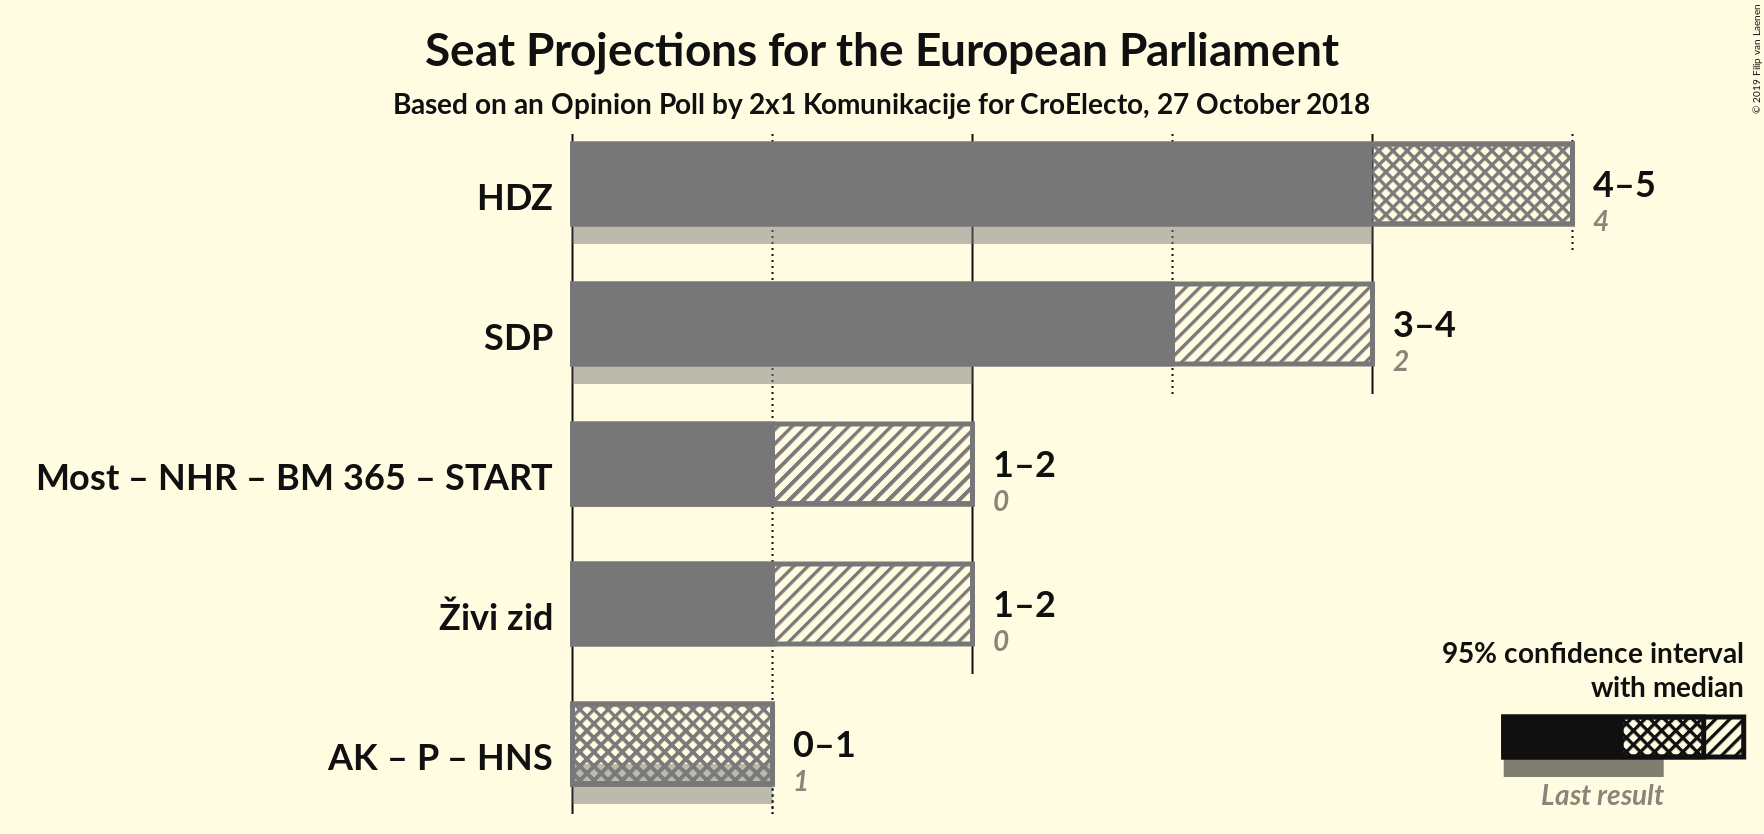 Seat Projections for the European Parliament
Based on an Opinion Poll by 2x1 Komunikacije for CroElecto, 27 October 2018
© 2019 Filip van Laenen
HDZ
4–5
4
SDP
3–4
2
Most – NHR – BM 365 – START
1–2
0
Živi zid
1–2
0
AK – P – HNS
0–1
1
95% confidence interval
with median
Last result